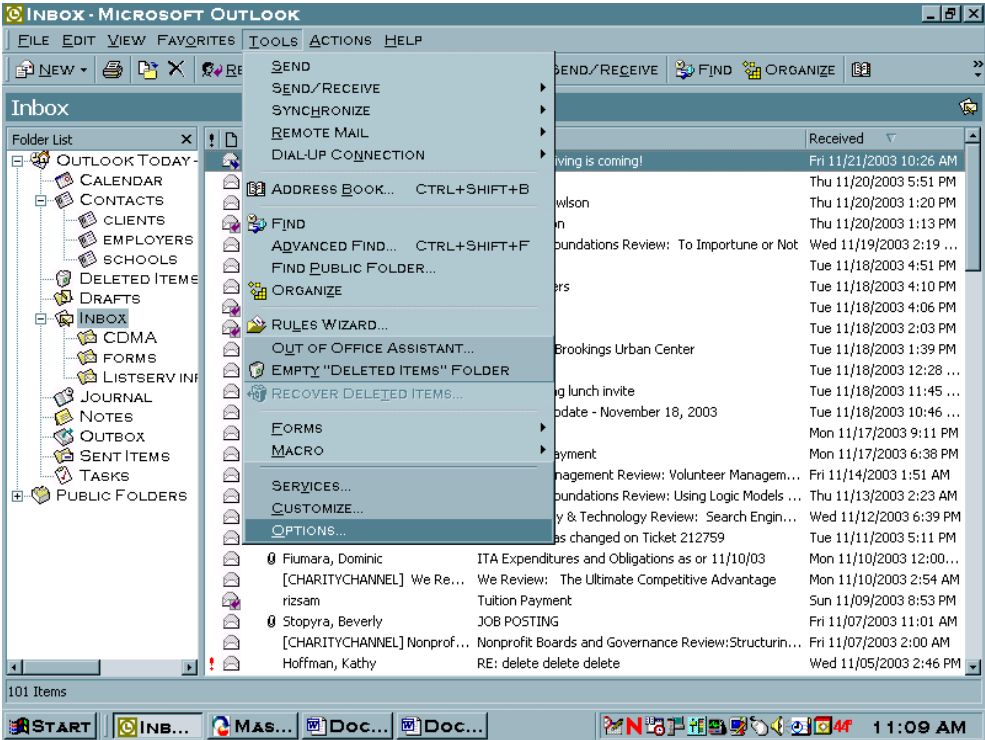 Inbox - Microsoft Outlook
File Edit View Favorites Tools Actions Help
New Re Send/Receive Find Organize
Inbox
Folder List
Outlook Today -
Calendar
Contacts
clients
employers
schools
Deleted Items
Drafts
Inbox
CDMA
forms
Listserv inf
Journal
Notes
Outbox
Sent Items
Tasks
Public Folders
Send
Send/Receive
Synchronize
Remote Mail
Dial-Up Connection
Address Book... Ctrl+Shift+B
Find
Advanced Find... Ctrl+Shift+F
Find Public Folder...
Organize
Rules Wizard...
Out of Office Assistant...
Empty "Deleted Items" Folder
Recover Deleted Items...
Forms
Macro
Services...
Customize...
Options...
Received
iving is coming! Fri 11/21/2003 10:26 AM
Thu 11/20/2003 5:51 PM
wlson Thu 11/20/2003 1:20 PM
on Thu 11/20/2003 1:13 PM
oundations Review: To Importune or Not Wed 11/19/2003 2:19 ...
Tue 11/18/2003 4:51 PM
ers Tue 11/18/2003 4:10 PM
Tue 11/18/2003 4:06 PM
Tue 11/18/2003 2:03 PM
Brookings Urban Center Tue 11/18/2003 1:39 PM
Tue 11/18/2003 12:28 ...
g lunch invite Tue 11/18/2003 11:45 ...
pdate - November 18, 2003 Tue 11/18/2003 10:46 ...
Mon 11/17/2003 9:11 PM
ayment Mon 11/17/2003 6:38 PM
nagement Review: Volunteer Managem... Fri 11/14/2003 1:51 AM
oundations Review: Using Logic Models ... Thu 11/13/2003 2:23 AM
y & Technology Review: Search Engin... Wed 11/12/2003 6:39 PM
as changed on Ticket 212759 Tue 11/11/2003 5:11 PM
Fiumara, Dominic ITA Expenditures and Obligations as or 11/10/03 Mon 11/10/2003 12:00...
[CHARITYCHANNEL] We Re... We Review: The Ultimate Competitive Advantage Mon 11/10/2003 2:54 AM
rizsam Tuition Payment Sun 11/09/2003 8:53 PM
Stopyra, Beverly JOB POSTING Fri 11/07/2003 11:01 AM
[CHARITYCHANNEL] Nonprof... Nonprofit Boards and Governance Review:Structurin... Fri 11/07/2003 2:00 AM
Hoffman, Kathy RE: delete delete delete Wed 11/05/2003 2:46 PM
101 Items
Start Inb... Mas... Doc... Doc... 11:09 AM